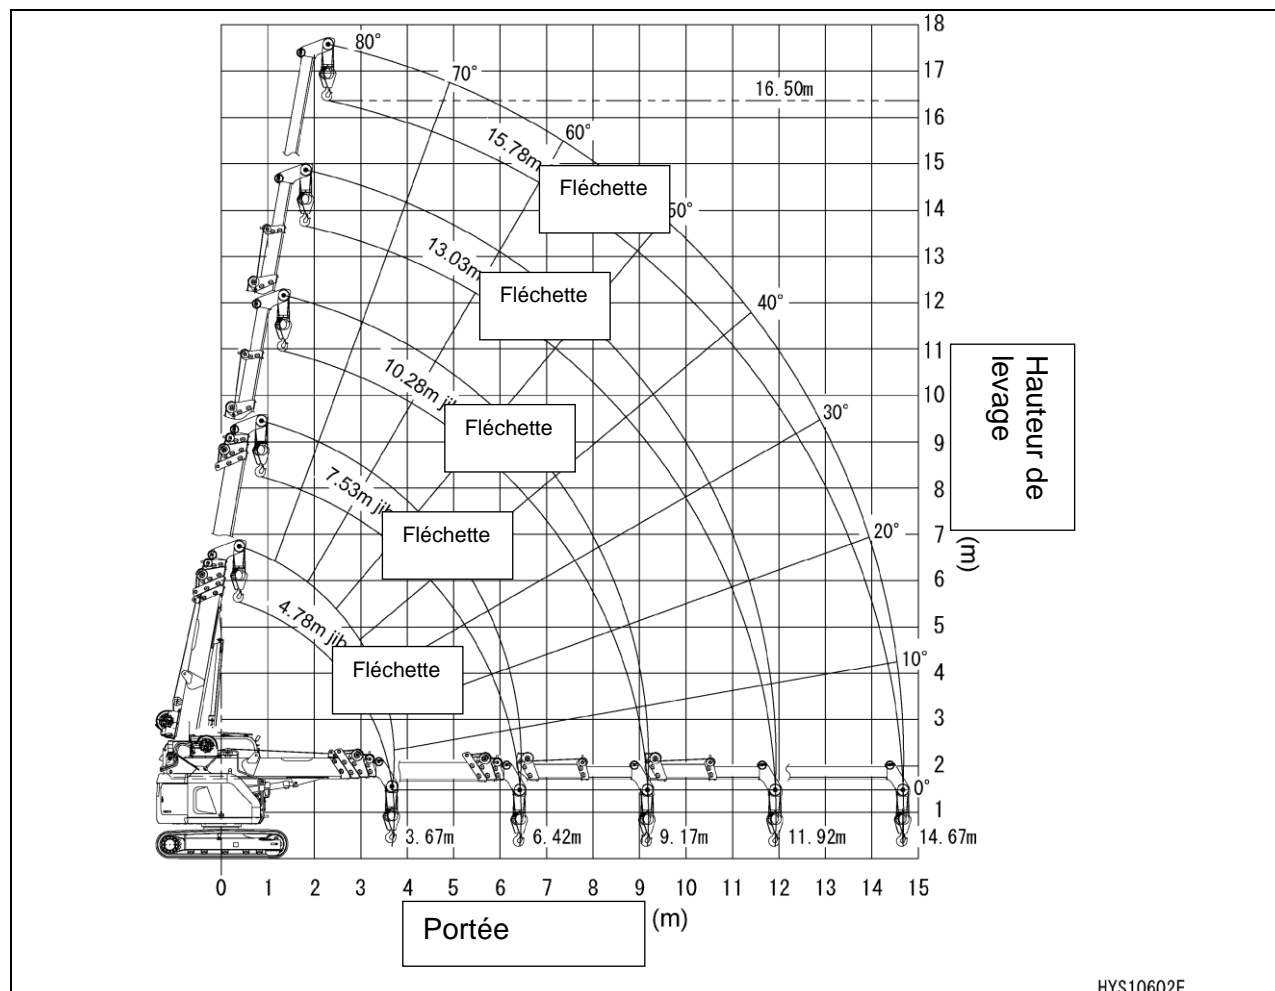 18
80°
17
70°
16.50m
16
60°
15.78m
15
Fléchette
14
50°
13.03m
13
Fléchette
12
40°
11
10.28m jib
10
30°
Fléchette
9
7.53m jib
8
Fléchette
7
20°
6
4.78m jib
5
Fléchette
4
10°
3
2
0°
1
3.67m
6.42m
9.17m
11.92m
14.67m
0 1 2 3 4 5 6 7 8 9 10 11 12 13 14 15
(m)
Portée
Hauteur de
levage
(m)
HYS10602E